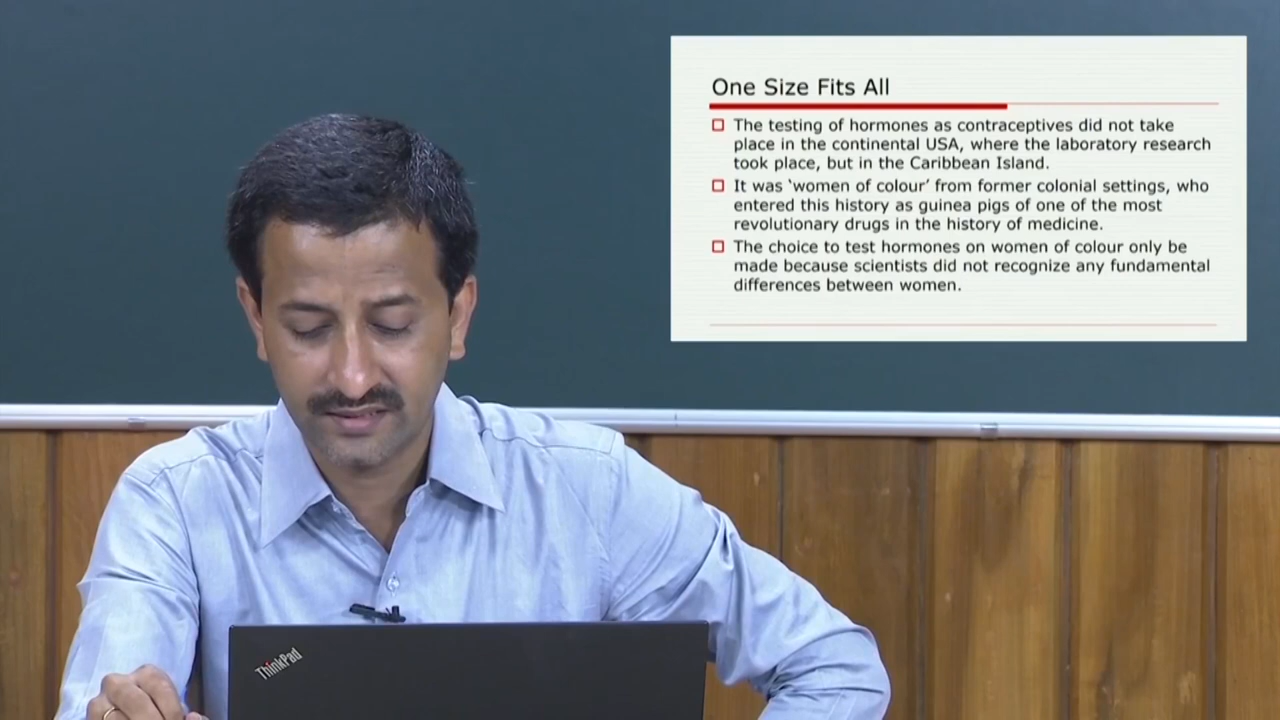 One Size Fits All
The testing of hormones as contraceptives did not take
place in the continental USA, where the laboratory research
took place, but in the Caribbean Island.
It was ‘women of colour’ from former colonial settings, who
entered this history as guinea pigs of one of the most
revolutionary drugs in the history of medicine.
The choice to test hormones on women of colour only be
made because scientists did not recognize any fundamental
differences between women.
ThinkPad